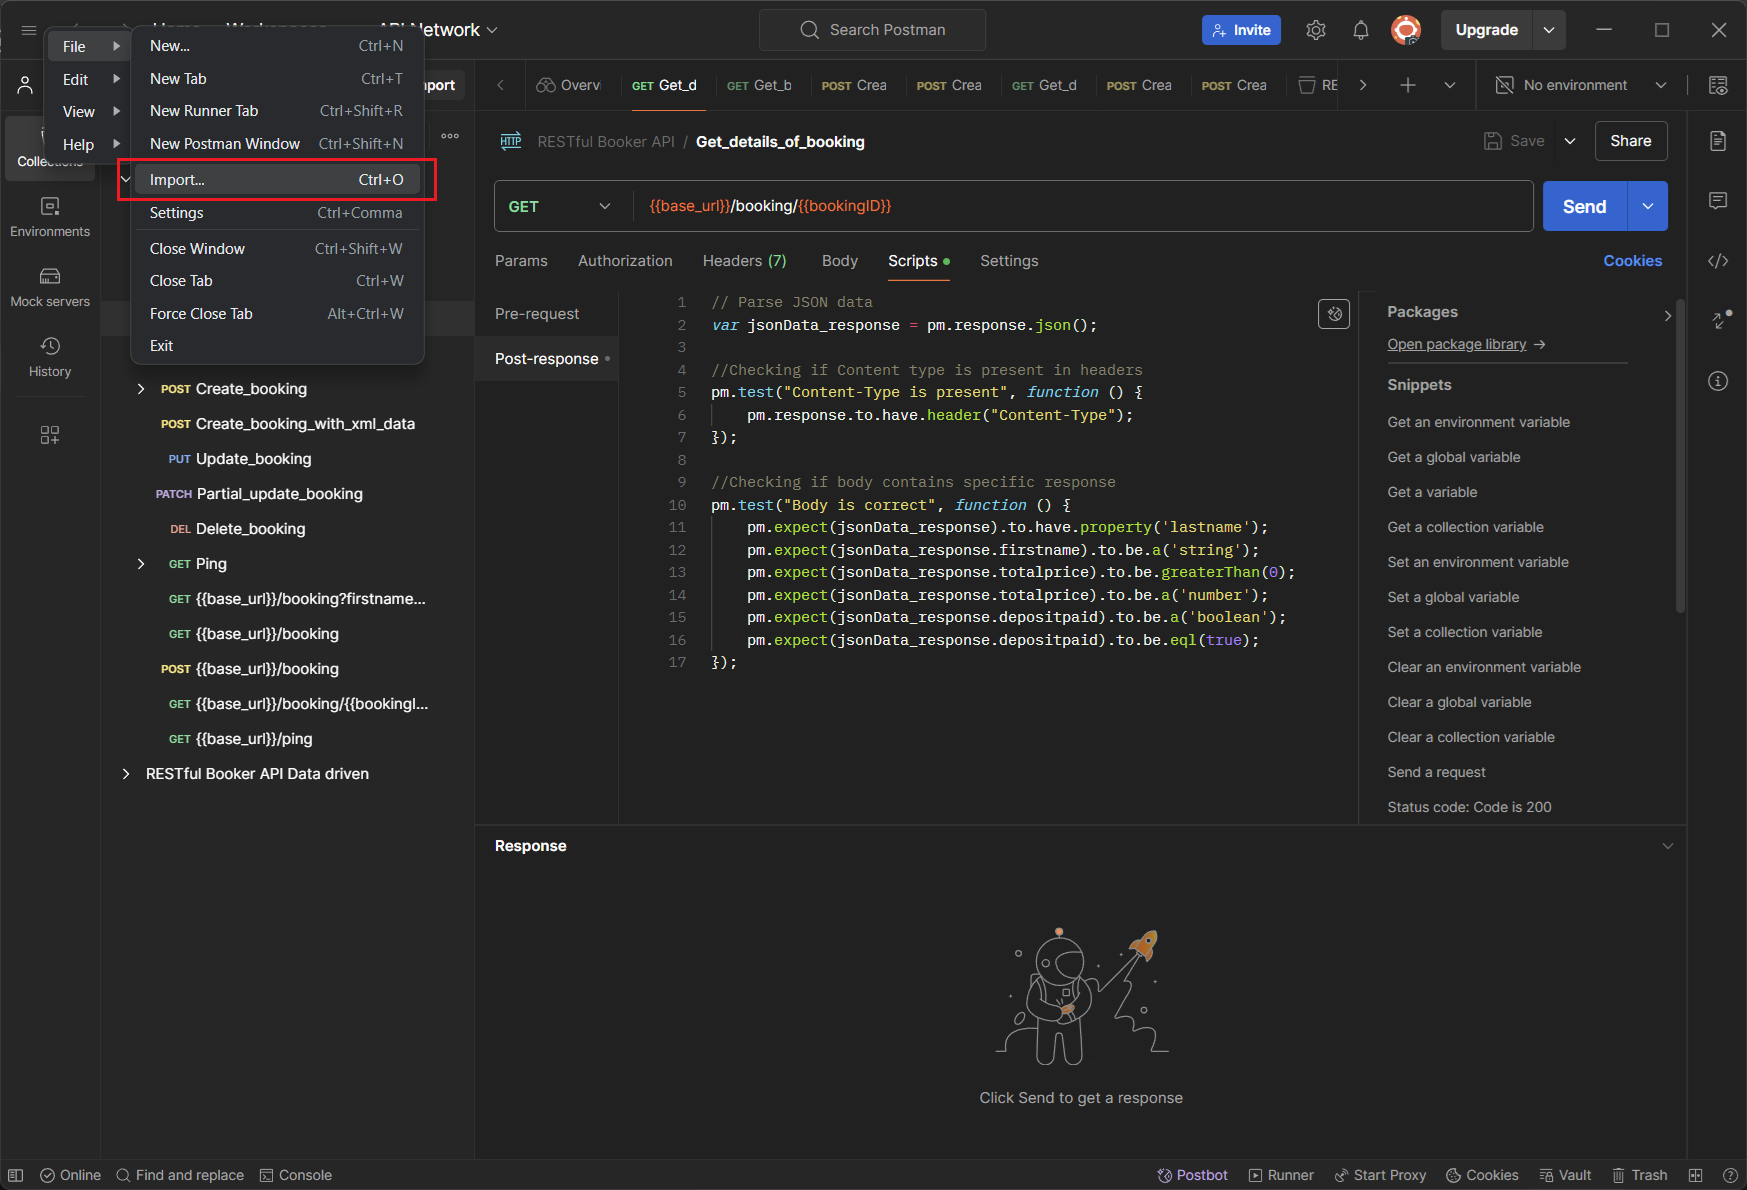 Network
Search Postman
Invite
Upgrade
File
Edit
View
Help
New... Ctrl+N
New Tab Ctrl+T
New Runner Tab Ctrl+Shift+R
New Postman Window Ctrl+Shift+N
Import... Ctrl+O
Settings Ctrl+Comma
Close Window Ctrl+Shift+W
Close Tab Ctrl+W
Force Close Tab Alt+Ctrl+W
Exit
port
Overvi
GET Get_d
GET Get_b
POST Crea
POST Crea
GET Get_d
POST Crea
POST Crea
RE
No environment
Environments
Mock servers
History
POST Create_booking
POST Create_booking_with_xml_data
PUT Update_booking
PATCH Partial_update_booking
DEL Delete_booking
GET Ping
GET {{base_url}}/booking?firstname...
GET {{base_url}}/booking
POST {{base_url}}/booking
GET {{base_url}}/booking/{{bookingI...
GET {{base_url}}/ping
RESTful Booker API Data driven
HTTP RESTful Booker API / Get_details_of_booking
Save
Share
GET {{base_url}}/booking/{{bookingID}}
Send
Params Authorization Headers (7) Body Scripts Settings
Cookies
Pre-request
Post-response
1 // Parse JSON data
2 var jsonData_response = pm.response.json();
3
4 //Checking if Content type is present in headers
5 pm.test("Content-Type is present", function () {
6 pm.response.to.have.header("Content-Type");
7 });
8
9 //Checking if body contains specific response
10 pm.test("Body is correct", function () {
11 pm.expect(jsonData_response).to.have.property('lastname');
12 pm.expect(jsonData_response.firstname).to.be.a('string');
13 pm.expect(jsonData_response.totalprice).to.be.greaterThan(0);
14 pm.expect(jsonData_response.totalprice).to.be.a('number');
15 pm.expect(jsonData_response.depositpaid).to.be.a('boolean');
16 pm.expect(jsonData_response.depositpaid).to.be.eql(true);
17 });
Packages
Open package library →
Snippets
Get an environment variable
Get a global variable
Get a variable
Get a collection variable
Set an environment variable
Set a global variable
Set a collection variable
Clear an environment variable
Clear a global variable
Clear a collection variable
Send a request
Status code: Code is 200
Response
Click Send to get a response
Online Find and replace Console
Postbot Runner Start Proxy Cookies Vault Trash